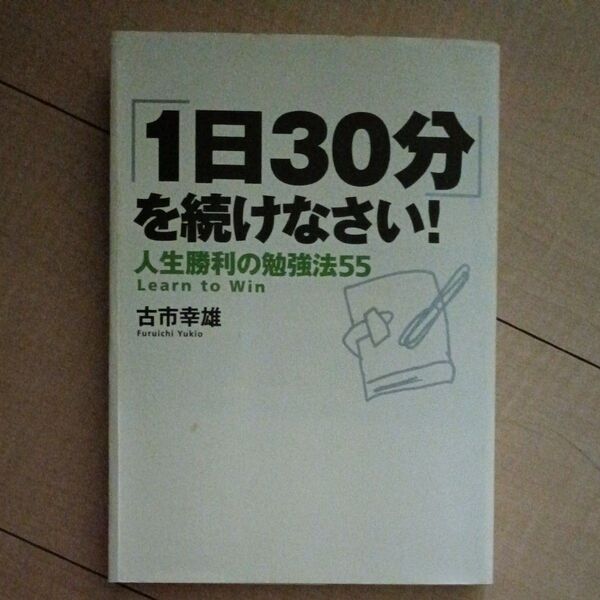 「1日30分」
を続けなさい!
人生勝利の勉強法55
Learn to Win
古市幸雄
Furuichi Yukio